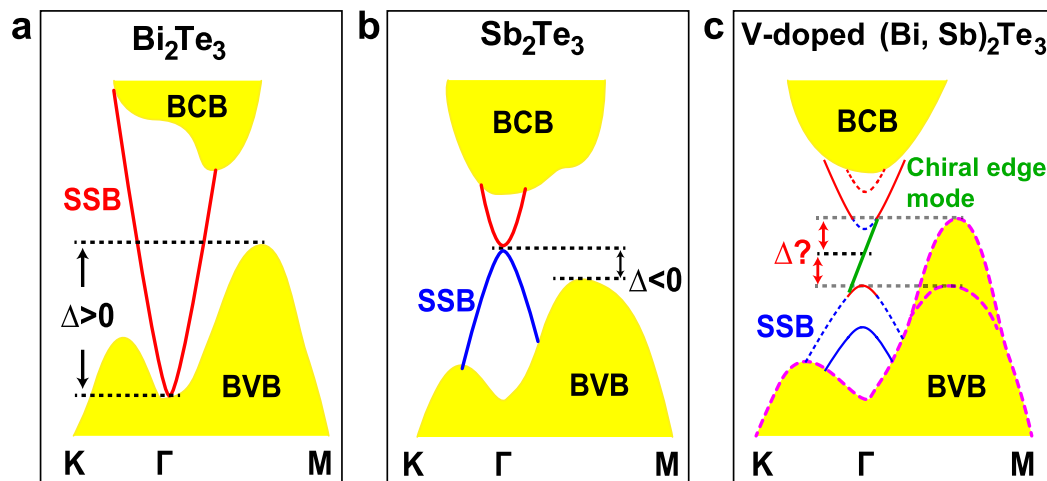 a
Bi₂Te₃
BCB
SSB
Δ>0
BVB
K Γ M
b
Sb₂Te₃
BCB
SSB
Δ<0
BVB
K Γ M
c
V-doped (Bi, Sb)₂Te₃
BCB
Chiral edge
mode
Δ?
SSB
BVB
K Γ M